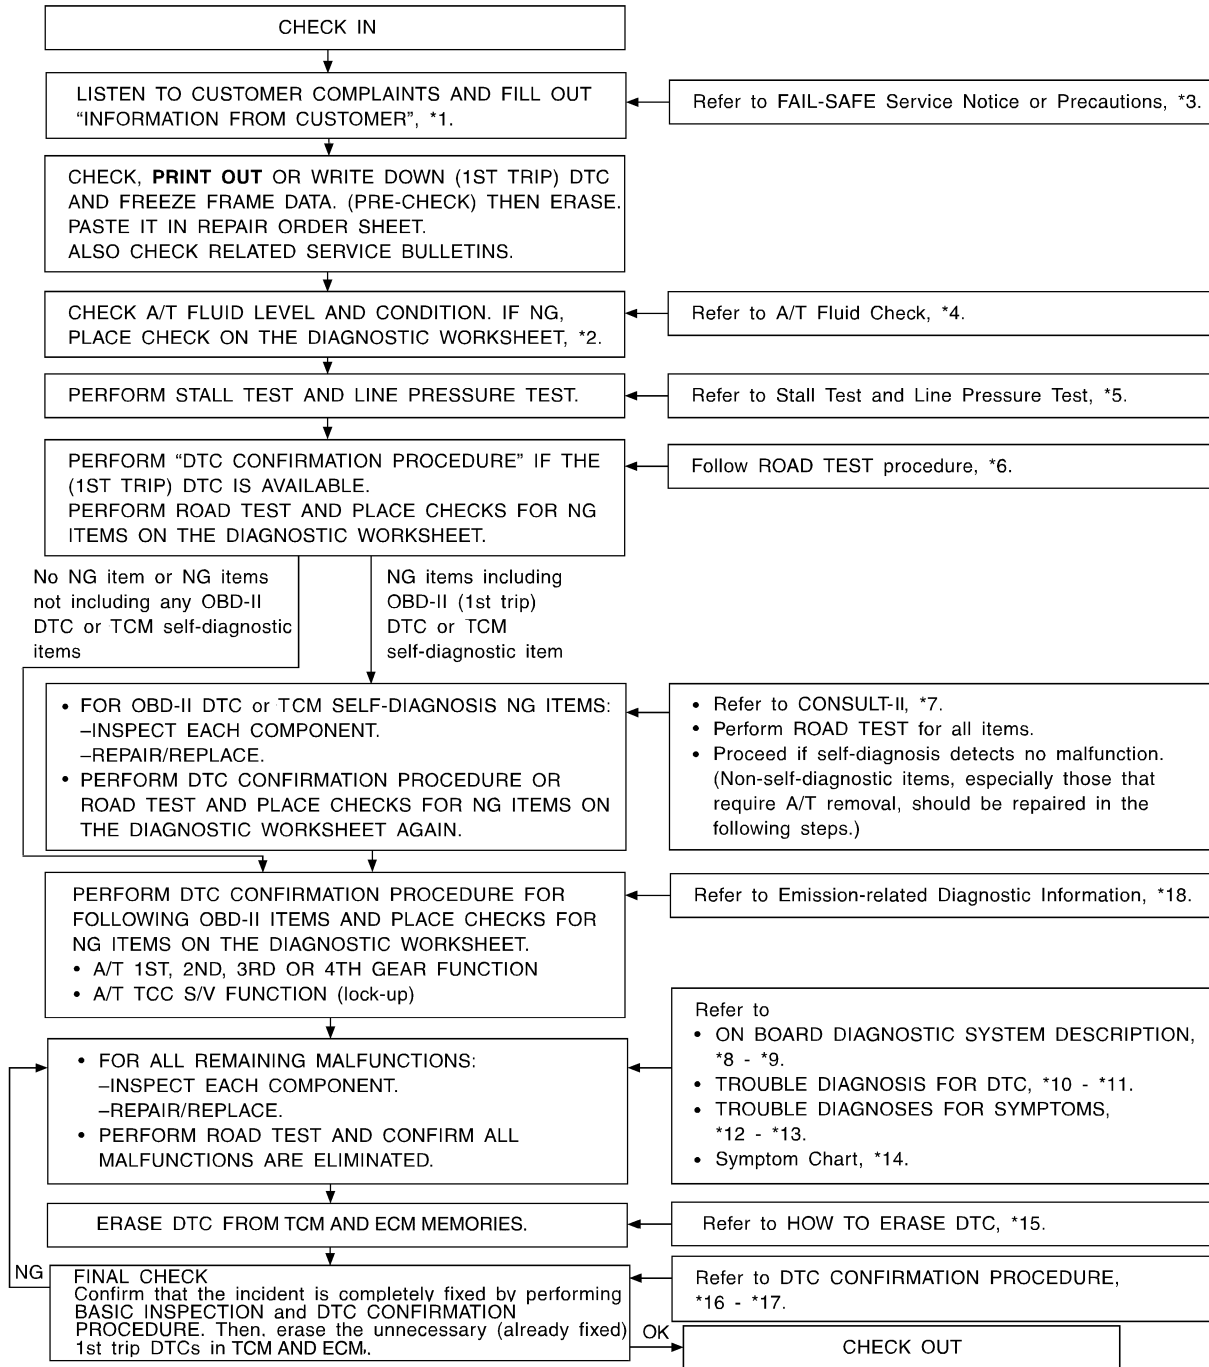 CHECK IN
LISTEN TO CUSTOMER COMPLAINTS AND FILL OUT
“INFORMATION FROM CUSTOMER”, *1.
Refer to FAIL-SAFE Service Notice or Precautions, *3.
CHECK, PRINT OUT OR WRITE DOWN (1ST TRIP) DTC
AND FREEZE FRAME DATA. (PRE-CHECK) THEN ERASE.
PASTE IT IN REPAIR ORDER SHEET.
ALSO CHECK RELATED SERVICE BULLETINS.
CHECK A/T FLUID LEVEL AND CONDITION. IF NG,
PLACE CHECK ON THE DIAGNOSTIC WORKSHEET, *2.
Refer to A/T Fluid Check, *4.
PERFORM STALL TEST AND LINE PRESSURE TEST.
Refer to Stall Test and Line Pressure Test, *5.
PERFORM “DTC CONFIRMATION PROCEDURE” IF THE
(1ST TRIP) DTC IS AVAILABLE.
PERFORM ROAD TEST AND PLACE CHECKS FOR NG
ITEMS ON THE DIAGNOSTIC WORKSHEET.
Follow ROAD TEST procedure, *6.
No NG item or NG items
not including any OBD-II
DTC or TCM self-diagnostic
items
NG items including
OBD-II (1st trip)
DTC or TCM
self-diagnostic item
• FOR OBD-II DTC or TCM SELF-DIAGNOSIS NG ITEMS:
–INSPECT EACH COMPONENT.
–REPAIR/REPLACE.
• PERFORM DTC CONFIRMATION PROCEDURE OR
ROAD TEST AND PLACE CHECKS FOR NG ITEMS ON
THE DIAGNOSTIC WORKSHEET AGAIN.
• Refer to CONSULT-II, *7.
• Perform ROAD TEST for all items.
• Proceed if self-diagnosis detects no malfunction.
(Non-self-diagnostic items, especially those that
require A/T removal, should be repaired in the
following steps.)
PERFORM DTC CONFIRMATION PROCEDURE FOR
FOLLOWING OBD-II ITEMS AND PLACE CHECKS FOR
NG ITEMS ON THE DIAGNOSTIC WORKSHEET.
• A/T 1ST, 2ND, 3RD OR 4TH GEAR FUNCTION
• A/T TCC S/V FUNCTION (lock-up)
Refer to Emission-related Diagnostic Information, *18.
• FOR ALL REMAINING MALFUNCTIONS:
–INSPECT EACH COMPONENT.
–REPAIR/REPLACE.
• PERFORM ROAD TEST AND CONFIRM ALL
MALFUNCTIONS ARE ELIMINATED.
Refer to
• ON BOARD DIAGNOSTIC SYSTEM DESCRIPTION,
*8 - *9.
• TROUBLE DIAGNOSIS FOR DTC, *10 - *11.
• TROUBLE DIAGNOSES FOR SYMPTOMS,
*12 - *13.
• Symptom Chart, *14.
ERASE DTC FROM TCM AND ECM MEMORIES.
Refer to HOW TO ERASE DTC, *15.
NG
FINAL CHECK
Confirm that the incident is completely fixed by performing
BASIC INSPECTION and DTC CONFIRMATION
PROCEDURE. Then, erase the unnecessary (already fixed)
1st trip DTCs in TCM AND ECM.
Refer to DTC CONFIRMATION PROCEDURE,
*16 - *17.
OK
CHECK OUT